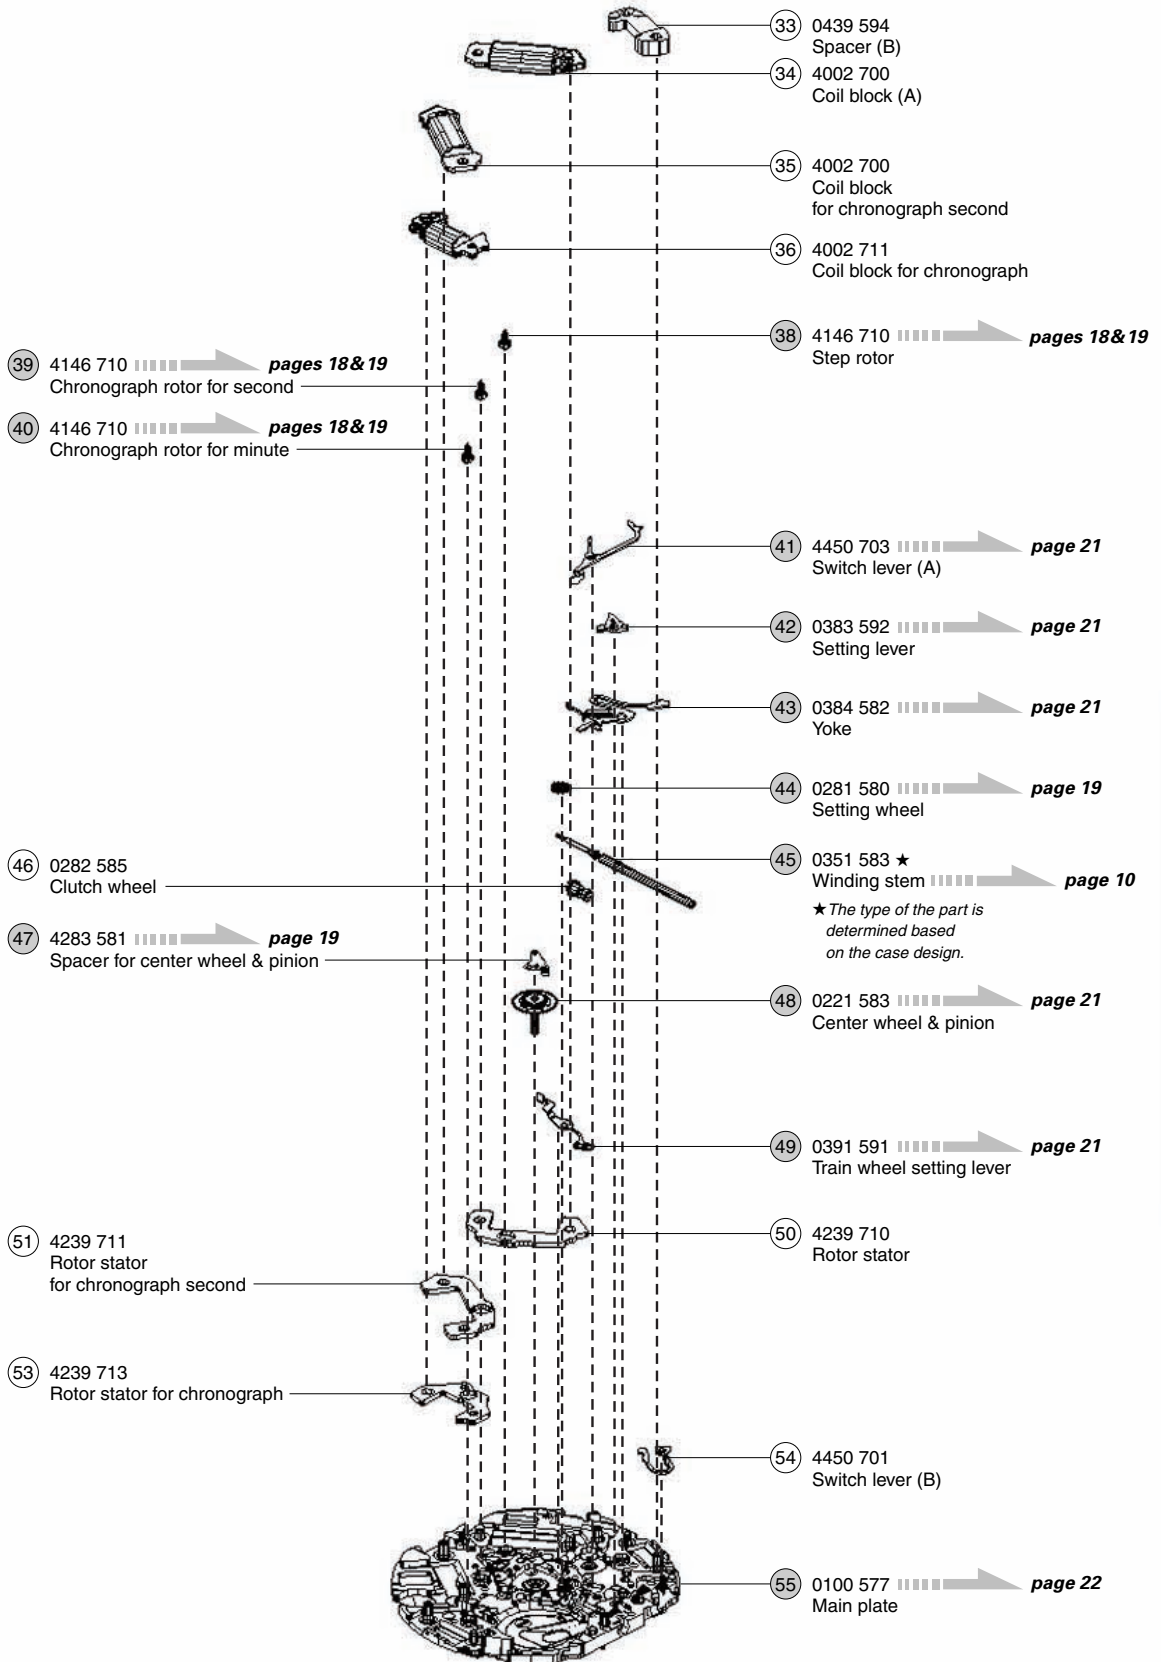 33 0439 594
Spacer (B)
34 4002 700
Coil block (A)
35 4002 700
Coil block
for chronograph second
36 4002 711
Coil block for chronograph
38 4146 710 pages 18&19
Step rotor
39 4146 710 pages 18&19
Chronograph rotor for second
40 4146 710 pages 18&19
Chronograph rotor for minute
41 4450 703 page 21
Switch lever (A)
42 0383 592 page 21
Setting lever
43 0384 582 page 21
Yoke
44 0281 580 page 19
Setting wheel
45 0351 583 ★
Winding stem page 10
★The type of the part is
determined based
on the case design.
46 0282 585
Clutch wheel
47 4283 581 page 19
Spacer for center wheel & pinion
48 0221 583 page 21
Center wheel & pinion
49 0391 591 page 21
Train wheel setting lever
50 4239 710
Rotor stator
51 4239 711
Rotor stator
for chronograph second
53 4239 713
Rotor stator for chronograph
54 4450 701
Switch lever (B)
55 0100 577 page 22
Main plate